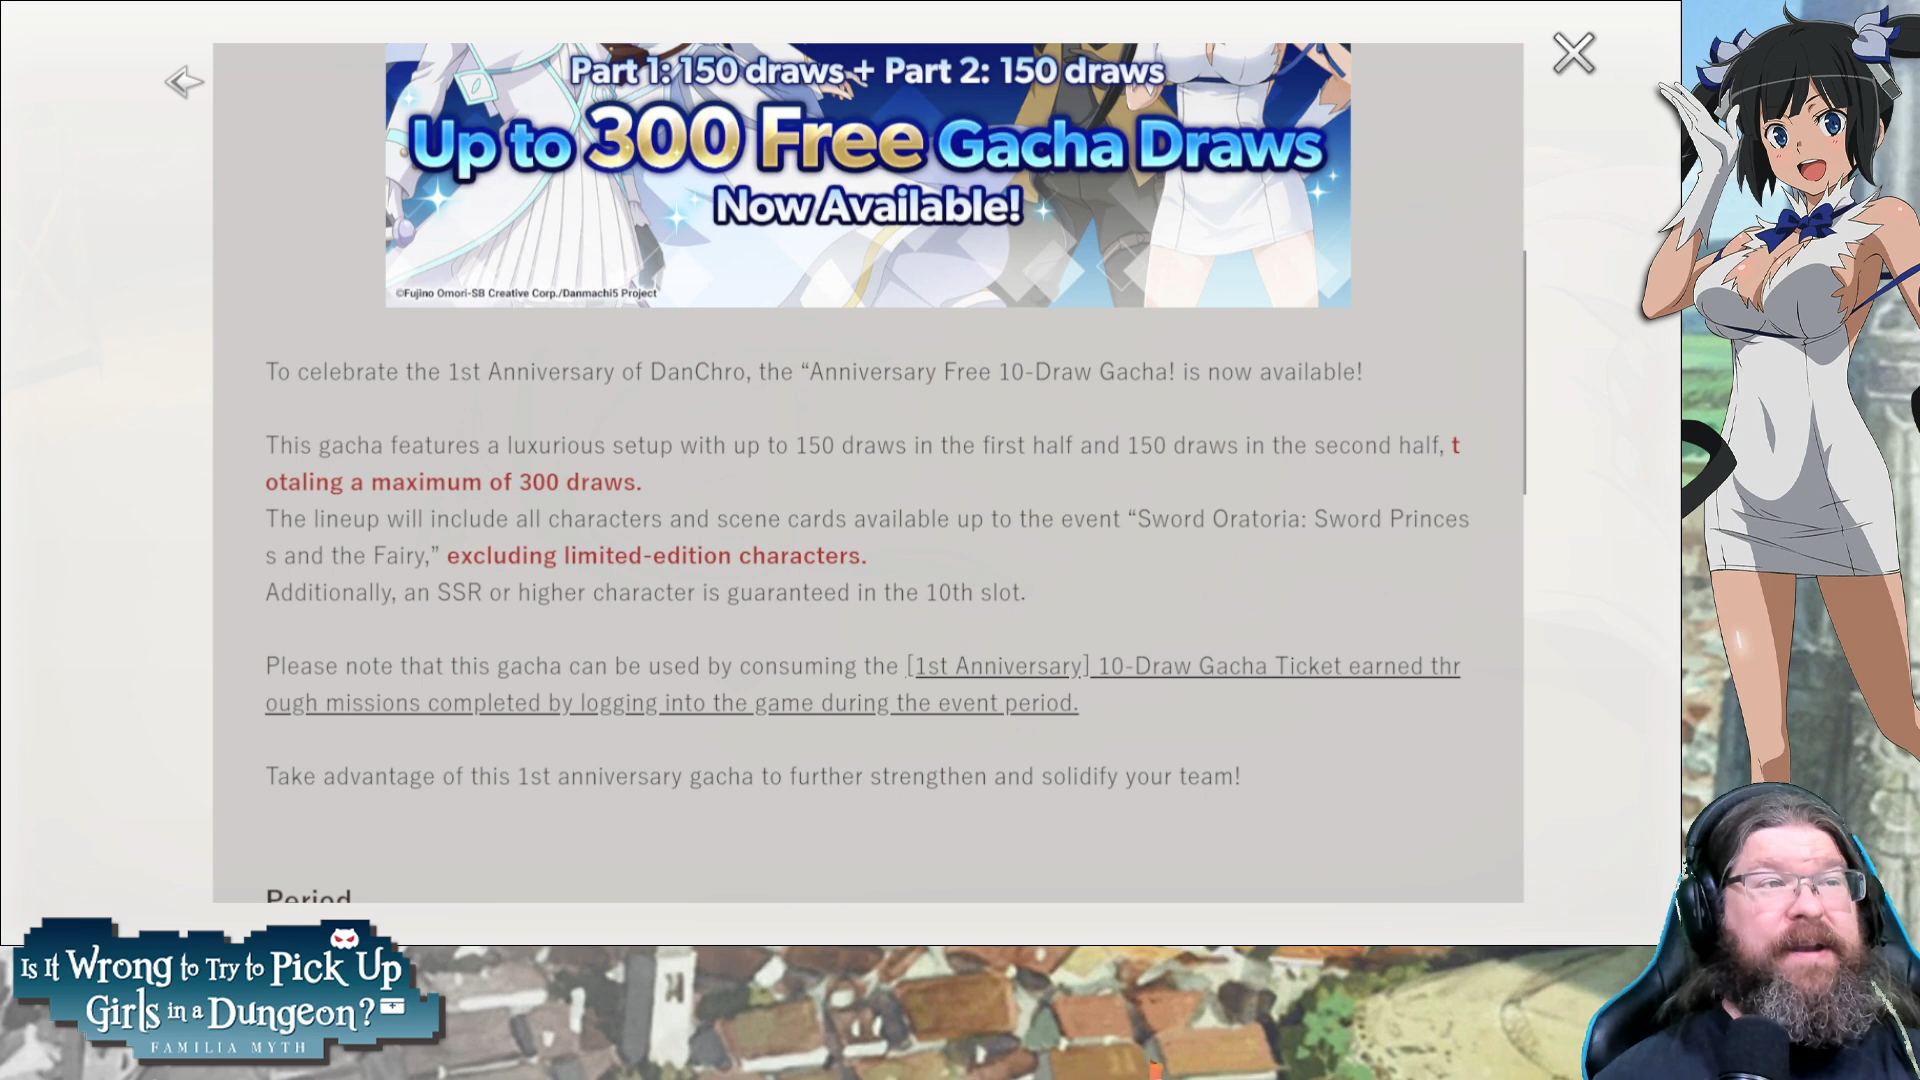 Part 1: 150 draws + Part 2: 150 draws
Up to 300 Free Gacha Draws
Now Available!
©Fujino Omori-SB Creative Corp./Danmachi5 Project
To celebrate the 1st Anniversary of DanChro, the “Anniversary Free 10-Draw Gacha! is now available!
This gacha features a luxurious setup with up to 150 draws in the first half and 150 draws in the second half, t
otaling a maximum of 300 draws.
The lineup will include all characters and scene cards available up to the event “Sword Oratoria: Sword Princes
s and the Fairy,” excluding limited-edition characters.
Additionally, an SSR or higher character is guaranteed in the 10th slot.
Please note that this gacha can be used by consuming the [1st Anniversary] 10-Draw Gacha Ticket earned thr
ough missions completed by logging into the game during the event period.
Take advantage of this 1st anniversary gacha to further strengthen and solidify your team!
Period
Is It Wrong to Try to Pick Up
Girls in a Dungeon?
FAMILIA MYTH